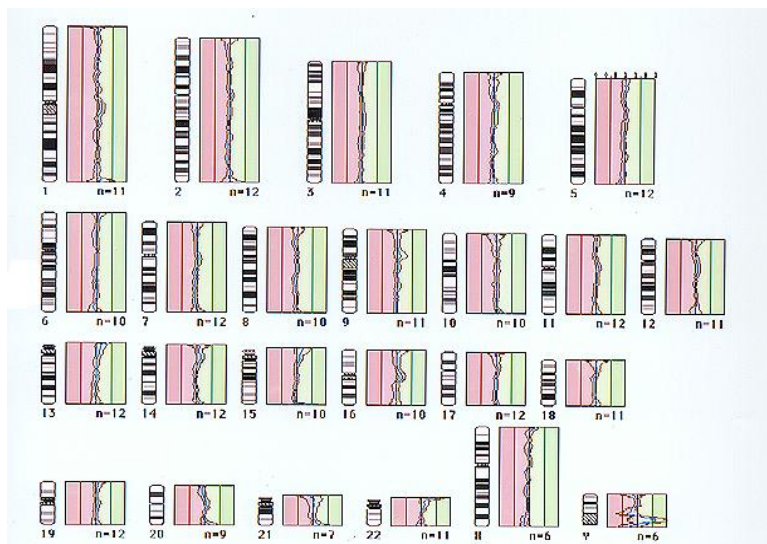 1 n=11 2 n=12 3 n=11 4 n=9 5 n=12
6 n=10 7 n=12 8 n=10 9 n=11 10 n=10 11 n=12 12 n=11
13 n=12 14 n=12 15 n=10 16 n=10 17 n=12 18 n=11
19 n=12 20 n=9 21 n=7 22 n=11 X n=6 Y n=6